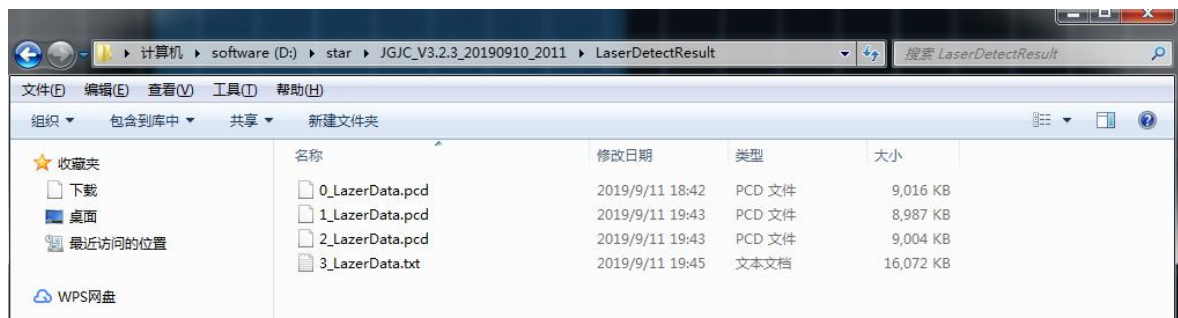 计算机 ▸ software (D:) ▸ star ▸ JGJC_V3.2.3_20190910_2011 ▸ LaserDetectResult
搜索 LaserDetectResult
文件(F) 编辑(E) 查看(V) 工具(T) 帮助(H)
组织 包含到库中 共享 新建文件夹
名称 修改日期 类型 大小
收藏夹
下载
桌面
最近访问的位置
WPS网盘
0_LazerData.pcd 2019/9/11 18:42 PCD 文件 9,016 KB
1_LazerData.pcd 2019/9/11 19:43 PCD 文件 8,987 KB
2_LazerData.pcd 2019/9/11 19:43 PCD 文件 9,004 KB
3_LazerData.txt 2019/9/11 19:45 文本文档 16,072 KB